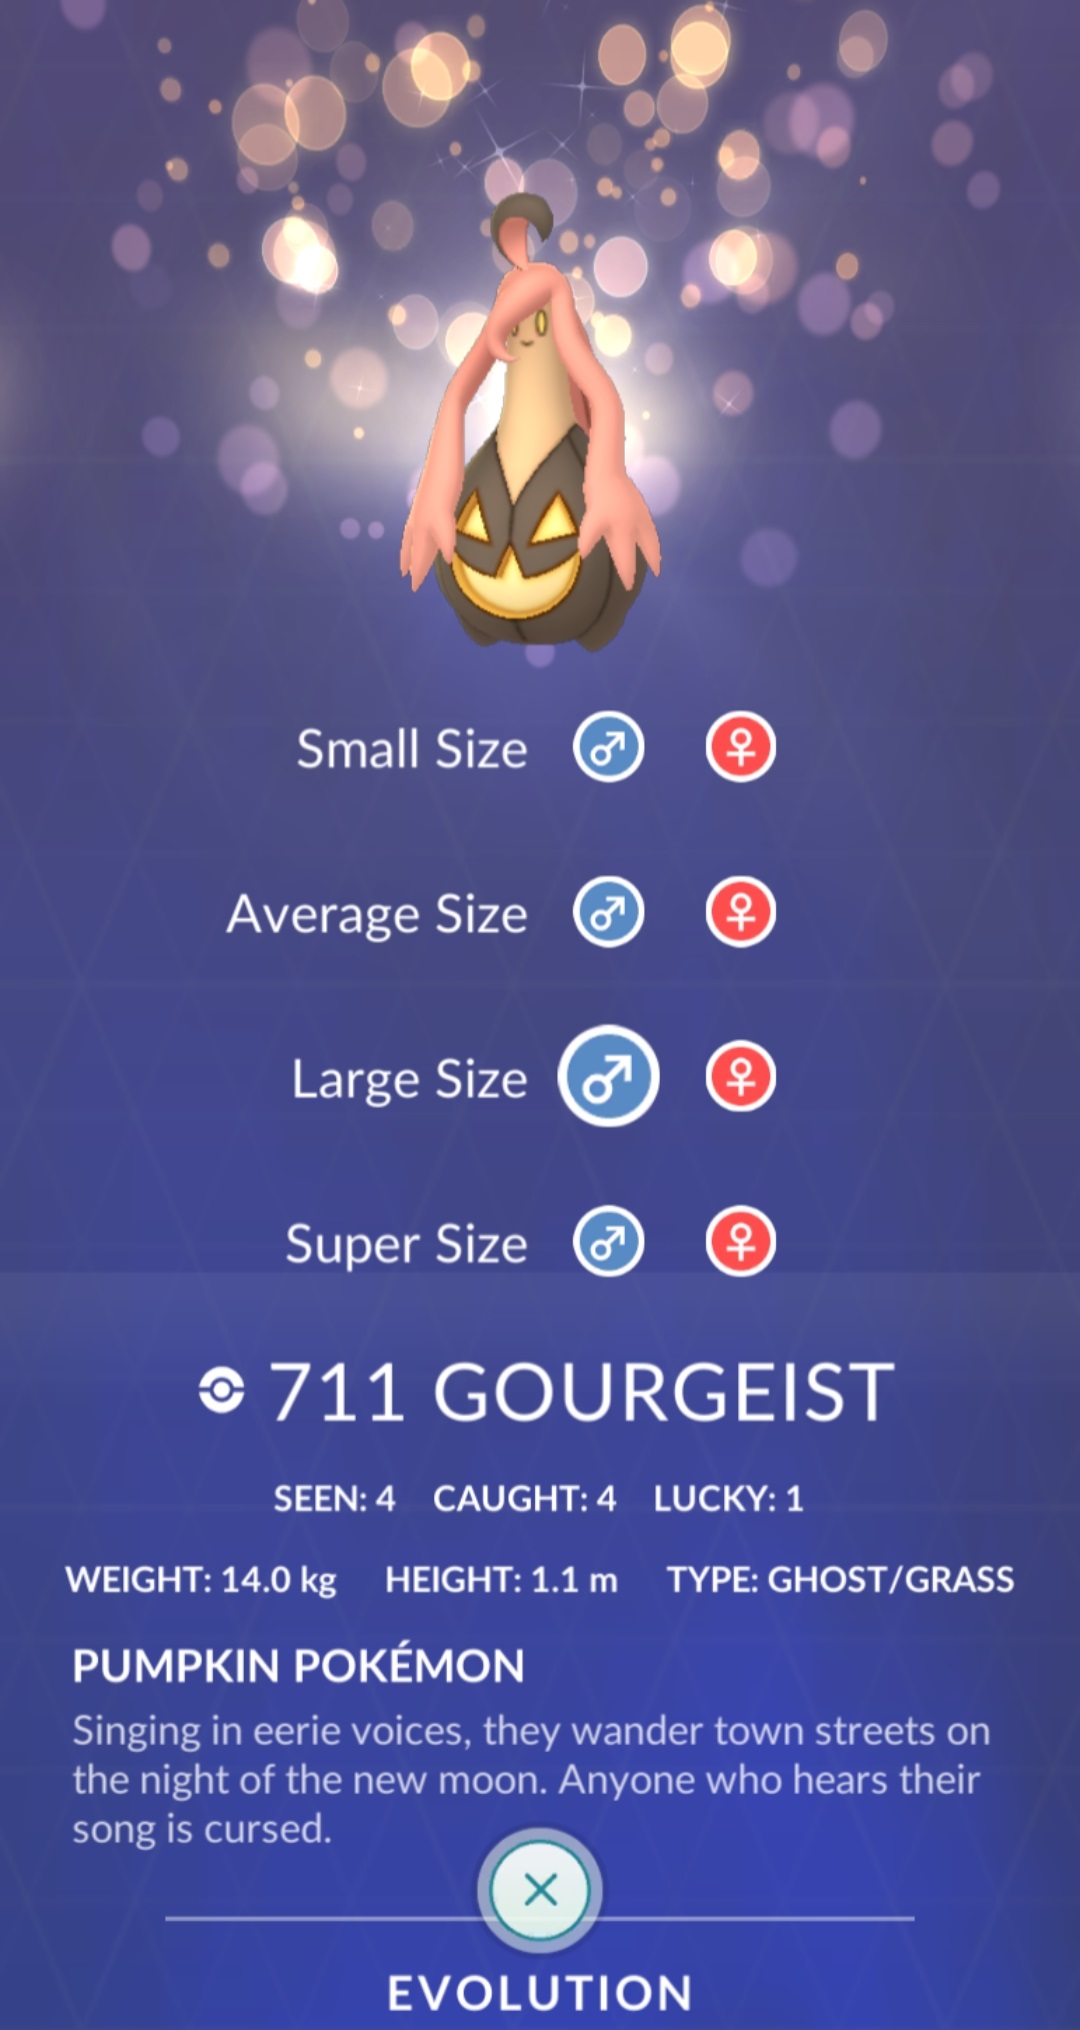 Small Size ♂ ♀
Average Size ♂ ♀
Large Size ♂ ♀
Super Size ♂ ♀
711 GOURGEIST
SEEN: 4 CAUGHT: 4 LUCKY: 1
WEIGHT: 14.0 kg HEIGHT: 1.1 m TYPE: GHOST/GRASS
PUMPKIN POKÉMON
Singing in eerie voices, they wander town streets on
the night of the new moon. Anyone who hears their
song is cursed.
EVOLUTION